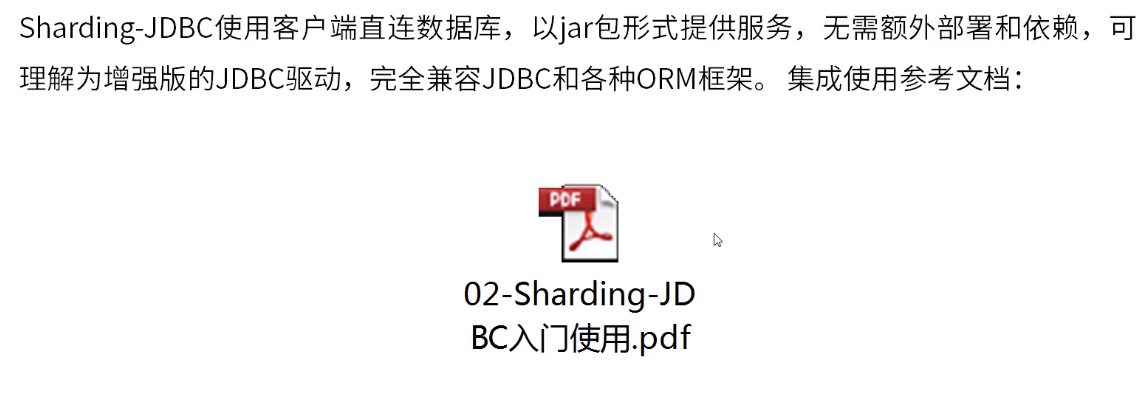 Sharding-JDBC使用客户端直连数据库，以jar包形式提供服务，无需额外部署和依赖，可
理解为增强版的JDBC驱动，完全兼容JDBC和各种ORM框架。 集成使用参考文档：
PDF
02-Sharding-JD
BC入门使用.pdf